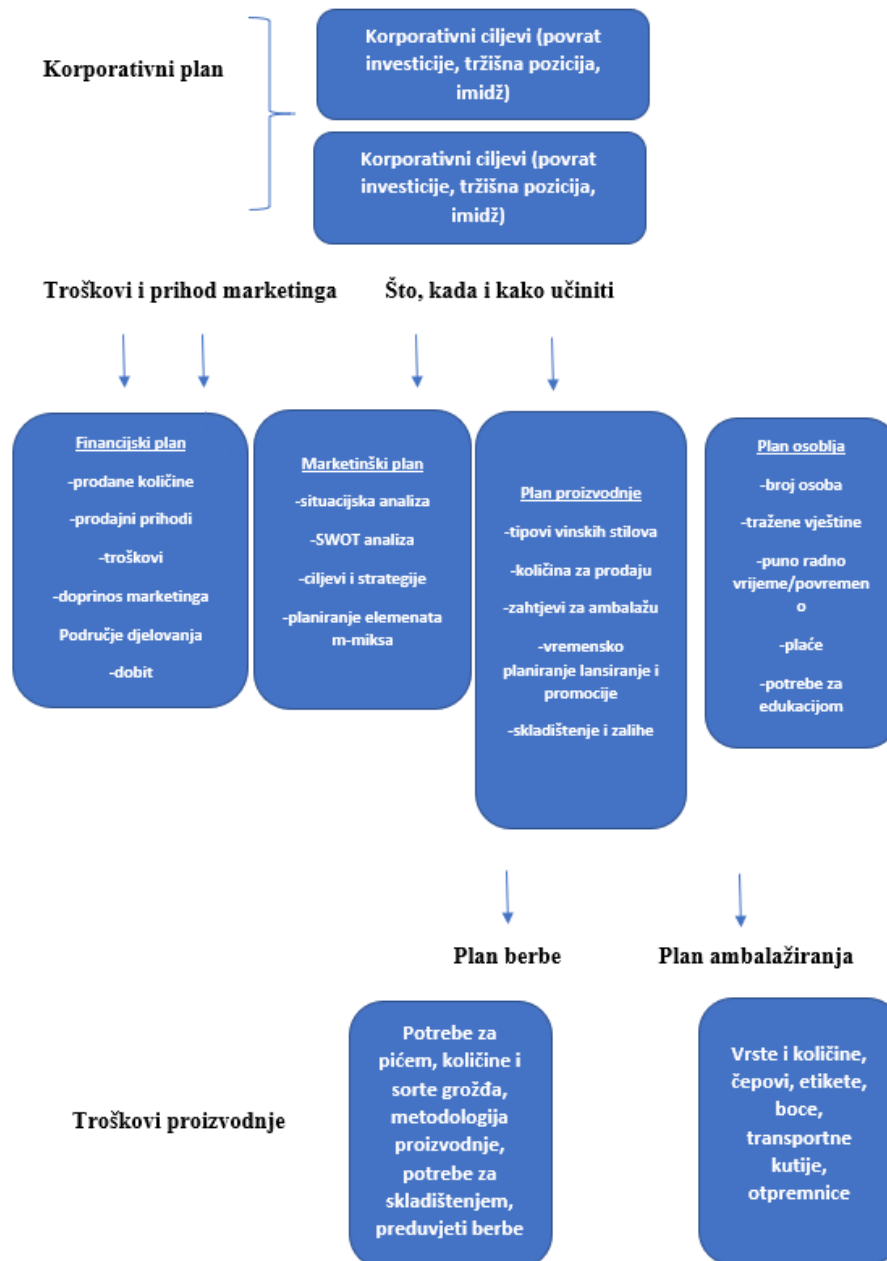 Korporativni plan
Korporativni ciljevi (povrat
investicije, tržišna pozicija,
imidž)
Korporativni ciljevi (povrat
investicije, tržišna pozicija,
imidž)
Troškovi i prihod marketinga
Što, kada i kako učiniti
Financijski plan
-prodane količine
-prodajni prihodi
-troškovi
-doprinos marketinga
Područje djelovanja
-dobit
Marketinški plan
-situacijska analiza
-SWOT analiza
-ciljevi i strategije
-planiranje elemenata
m-miksa
Plan proizvodnje
-tipovi vinskih stilova
-količina za prodaju
-zahtjevi za ambalažu
-vremensko
planiranje lansiranje i
promocije
-skladištenje i zalihe
Plan osoblja
-broj osoba
-tražene vještine
-puno radno
vrijeme/povremen
o
-plaće
-potrebe za
edukacijom
Plan berbe
Plan ambalažiranja
Troškovi proizvodnje
Potrebe za
pićem, količine i
sorte grožđa,
metodologija
proizvodnje,
potrebe za
skladištenjem,
preduvjeti berbe
Vrste i količine,
čepovi, etikete,
boce,
transportne
kutije,
otpremnice